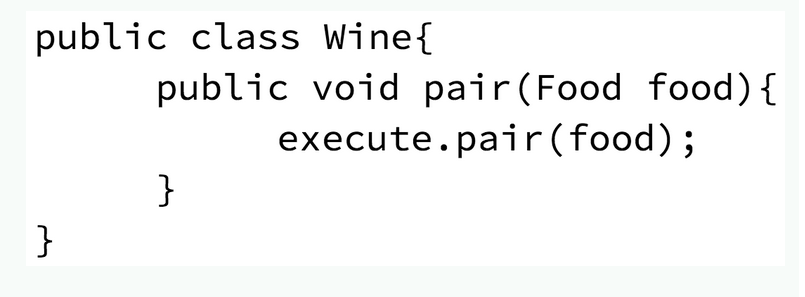 public class Wine{
public void pair(Food food){
execute.pair(food);
}
}